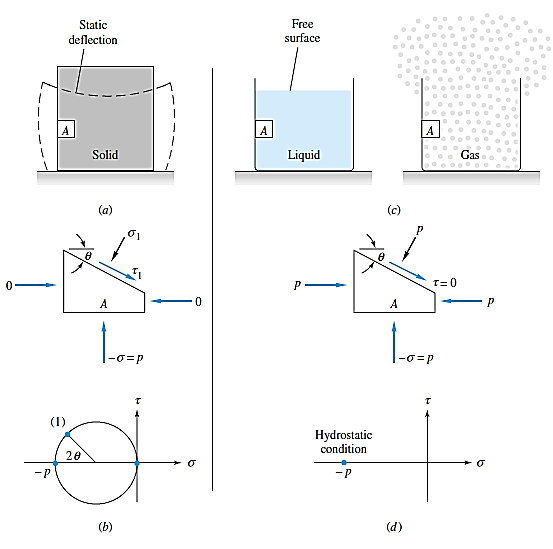 Static
deflection
A
Solid
Free
surface
A
Liquid
A
Gas
(a)
(c)
θ
σ1
τ1
0
0
A
−σ = p
θ
p
τ = 0
p
p
A
−σ = p
τ
(1)
2θ
σ
−p
(b)
τ
Hydrostatic
condition
σ
−p
(d)